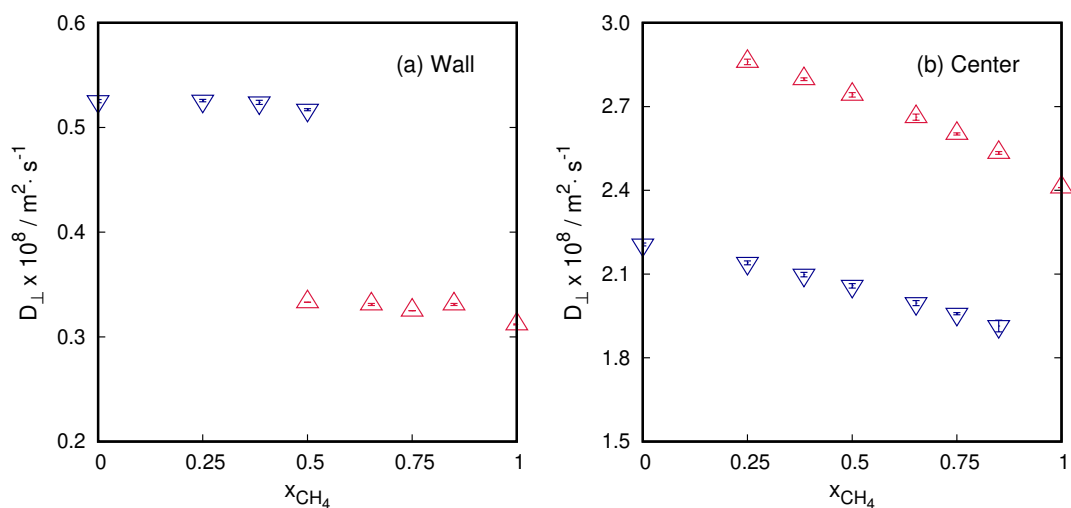 (a) Wall
0.6
0.5
0.4
0.3
0.2
D⊥ x 10⁸ / m²· s⁻¹
0 0.25 0.5 0.75 1
x_CH₄
(b) Center
3.0
2.7
2.4
2.1
1.8
1.5
D⊥ x 10⁸ / m²· s⁻¹
0 0.25 0.5 0.75 1
x_CH₄